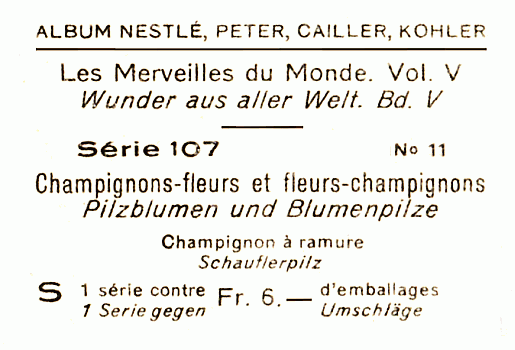 ALBUM NESTLÉ, PETER, CAILLER, KOHLER
Les Merveilles du Monde. Vol. V
Wunder aus aller Welt. Bd. V
Série 107 No 11
Champignons-fleurs et fleurs-champignons
Pilzblumen und Blumenpilze
Champignon à ramure
Schauflerpilz
S 1 série contre Fr. 6.— d'emballages
1 Serie gegen Umschläge